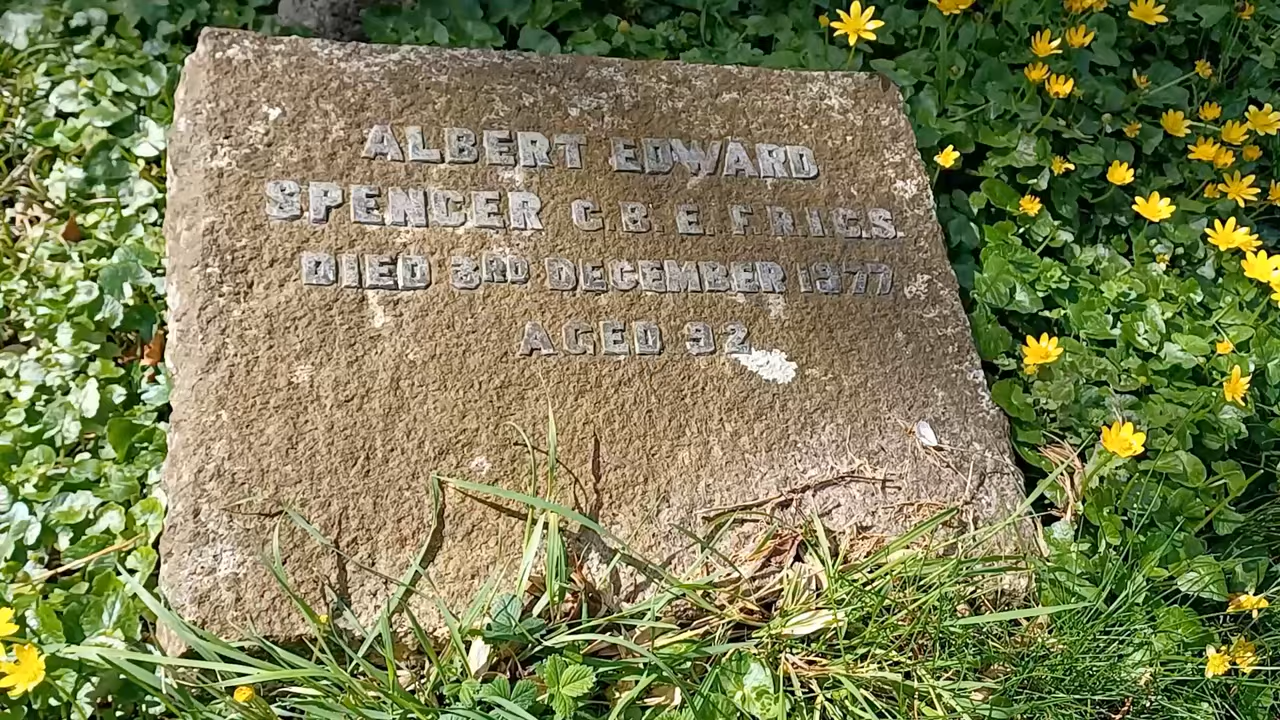 ALBERT EDWARD
SPENCER C.B.E. F.R.I.C.S.
DIED 3RD DECEMBER 1977
AGED 92